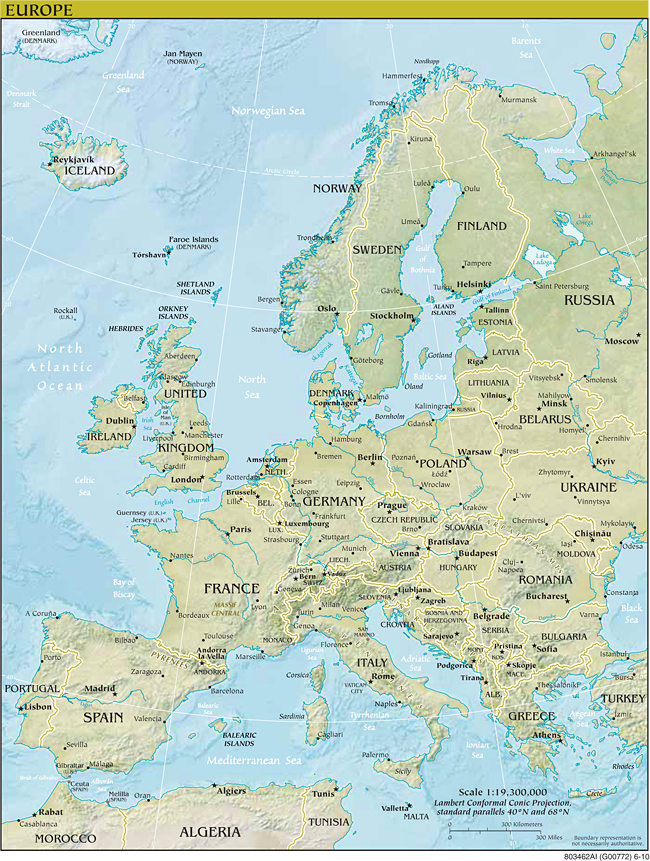 EUROPE
Greenland
(DENMARK)
Jan Mayen
(NORWAY)
Barents
Sea
Greenland
Sea
Nordkapp
Hammerfest
Denmark
Strait
Norwegian Sea
Tromsø
Murmansk
Kiruna
White Sea
Arkhangel'sk
Reykjavík
ICELAND
Arctic Circle
NORWAY
Luleå
Oulu
Umeå
FINLAND
Lake
Onega
Faroe Islands
(DENMARK)
Tórshavn
Trondheim
SWEDEN
Gulf
of
Bothnia
Lake
Ladoga
Tampere
SHETLAND
ISLANDS
Gävle
Turku
Helsinki
Gulf of Finland
Saint Petersburg
Bergen
Oslo
Stockholm
ALAND
ISLANDS
Tallinn
ESTONIA
RUSSIA
Rockall
(U.K.)
ORKNEY
ISLANDS
HEBRIDES
Stavanger
Moscow
North
Atlantic
Ocean
Aberdeen
Skagerrak
Göteborg
Gotland
Riga
LATVIA
Glasgow
Edinburgh
North
Sea
Baltic Sea
Öland
LITHUANIA
Vitsyebsk
Smolensk
UNITED
KINGDOM
Belfast
Isle
of
Man
(U.K.)
DENMARK
Copenhagen
Malmö
Bornholm
Kaliningrad
RUSSIA
Vilnius
Mahilyow
Minsk
BELARUS
Dublin
IRELAND
Irish
Sea
Leeds
Liverpool
Manchester
Birmingham
Gdańsk
Hrodna
Homyel'
Chernihiv
Hamburg
Bremen
Berlin
Poznań
POLAND
Warsaw
Brest
Kyiv
Cardiff
London
Amsterdam
NETH.
Rotterdam
Łódź
Wroclaw
Zhytomyr
UKRAINE
Celtic
Sea
English
Channel
Brussels
Lille
BEL.
Essen
Cologne
Bonn
Leipzig
GERMANY
Prague
Kraków
L'viv
Vinnytsya
Guernsey (U.K.)
Jersey (U.K.)
LUX.
Luxembourg
Frankfurt
CZECH REPUBLIC
Brno
SLOVAKIA
Chernivtsi
Mykolayiv
Paris
Strasbourg
Stuttgart
Bratislava
Iași
Chișinău
MOLDOVA
Odesa
Nantes
Munich
Vienna
Budapest
Cluj-
Napoca
Bay of
Biscay
FRANCE
Zürich
Bern
SWITZ.
LIECH.
Vaduz
AUSTRIA
HUNGARY
ROMANIA
Geneva
SLOVENIA
Ljubljana
Zagreb
Bucharest
Constanța
MASSIF
CENTRAL
Lyon
Turin
Milan
Venice
CROATIA
BOSNIA AND
HERZEGOVINA
Belgrade
SERBIA
Varna
Black
Sea
A Coruña
Bordeaux
Genoa
SAN
MARINO
Sarajevo
BULGARIA
Bilbao
Toulouse
MONACO
Marseille
Ligurian
Sea
Florence
MONT.
KOS.
Pristina
Sofia
Porto
PYRENEES
Andorra
la Vella
ANDORRA
ITALY
Adriatic
Sea
Podgorica
Skopje
MACE.
Istanbul
Zaragoza
Corsica
VATICAN
CITY
Rome
Tirana
ALB.
Thessaloníki
Bursa
PORTUGAL
Madrid
Barcelona
Naples
TURKEY
Lisbon
SPAIN
Valencia
Balearic
Sea
Sardinia
Tyrrhenian
Sea
GREECE
Aegean
Sea
İzmir
Sevilla
BALEARIC
ISLANDS
Cagliari
Ionian
Sea
Athens
Gibraltar
(U.K.)
Málaga
Mediterranean Sea
Palermo
Sicily
Rhodes
Strait of Gibraltar
Ceuta
(SPAIN)
Alboran
Sea
Melilla
(SPAIN)
Oran
Algiers
Tunis
Crete
Rabat
Casablanca
MOROCCO
ALGERIA
TUNISIA
Valletta
MALTA
Scale 1:19,300,000
Lambert Conformal Conic Projection,
standard parallels 40°N and 68°N
0 300 Kilometers
0 300 Miles
Boundary representation is
not necessarily authoritative.
803462AI (G00772) 6-10